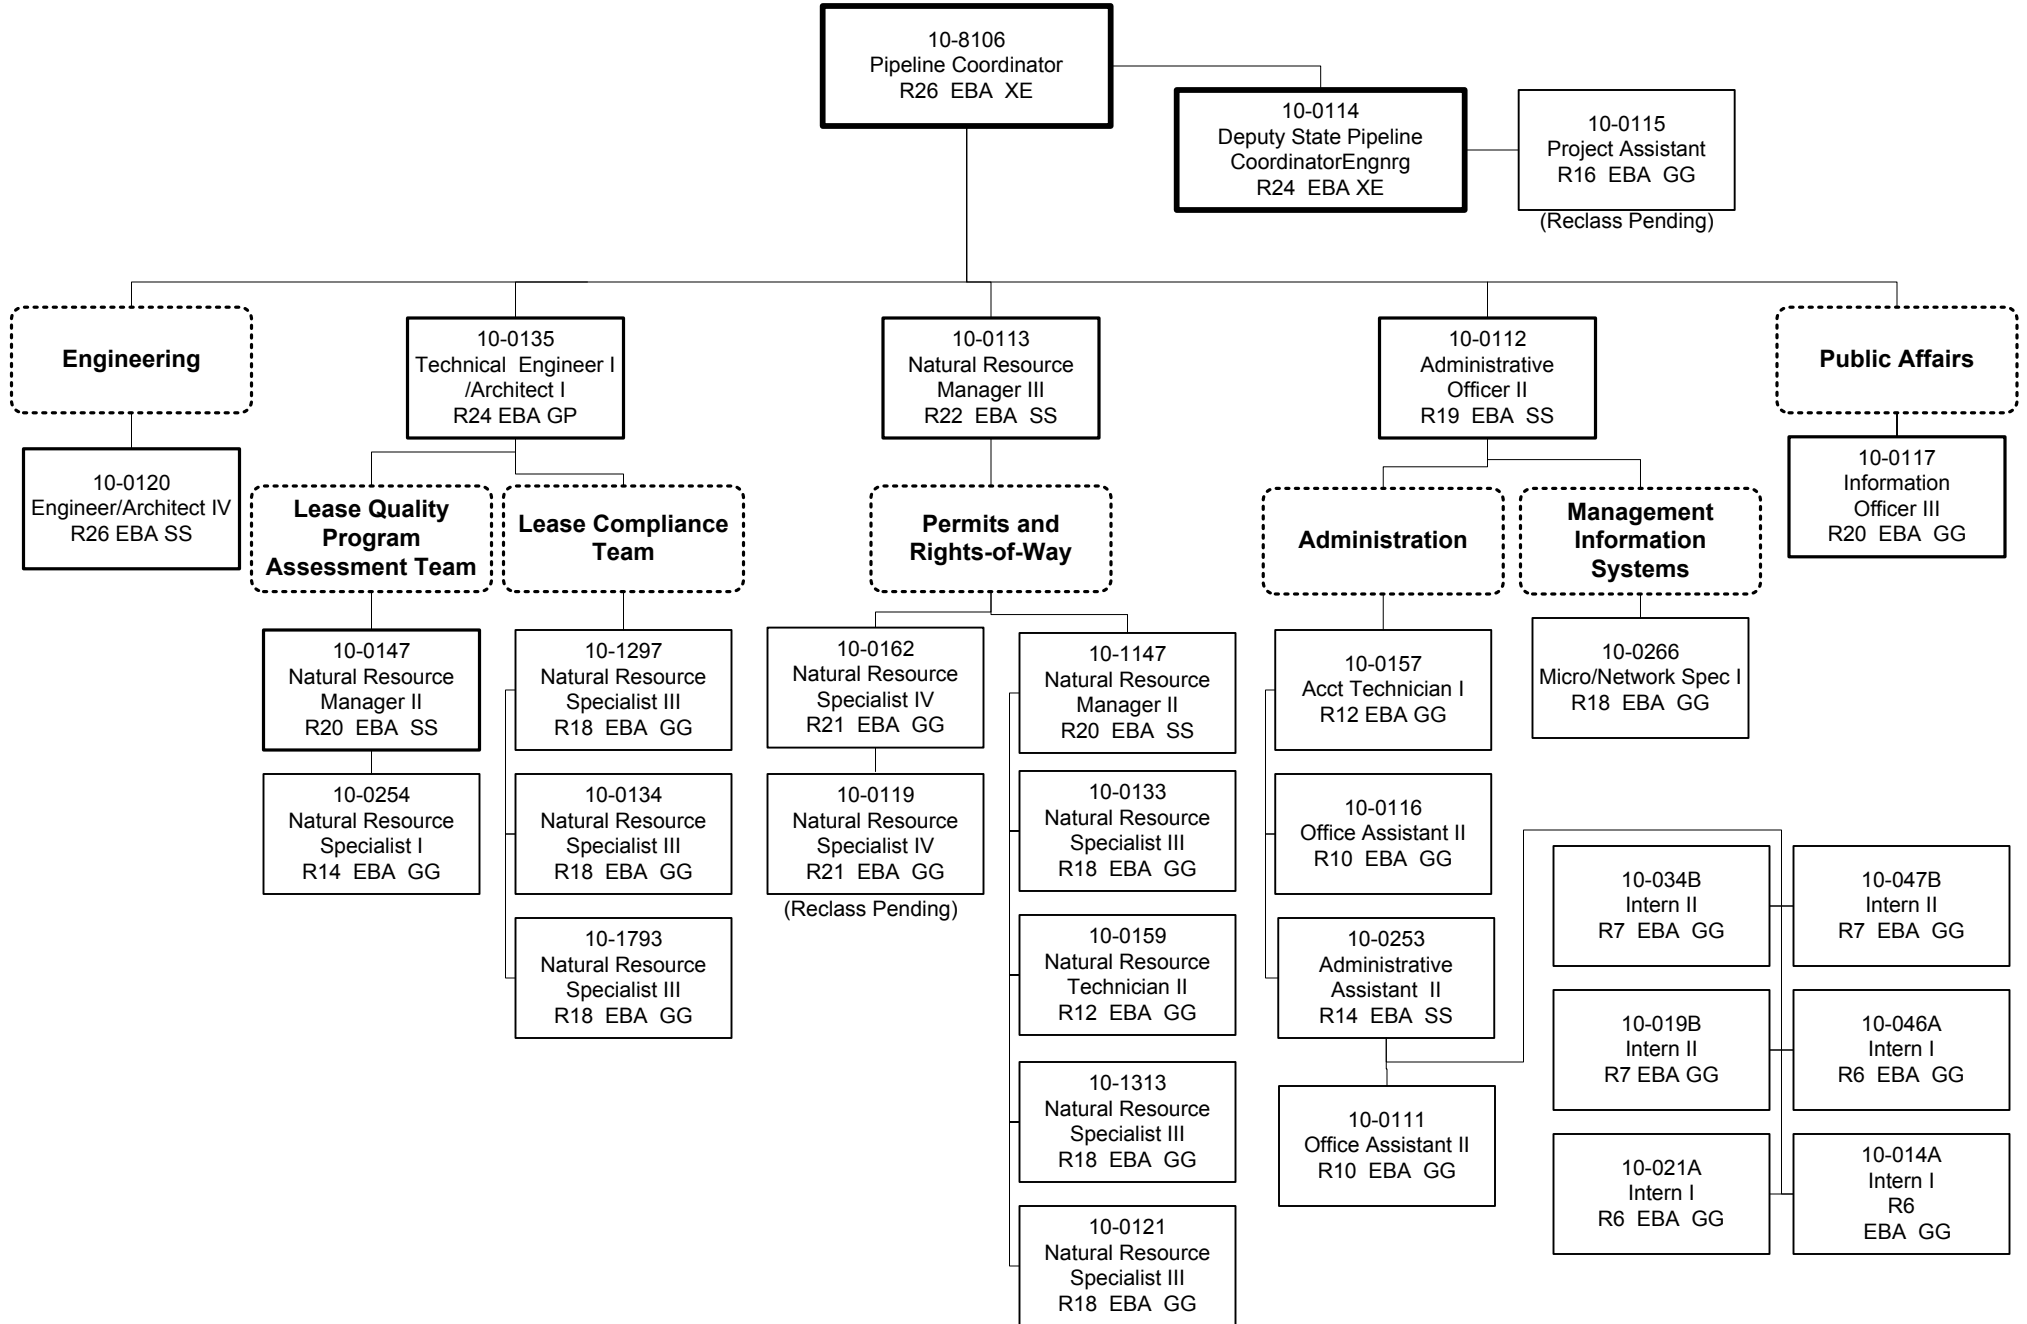 10-8106
Pipeline Coordinator
R26 EBA XE
10-0114
Deputy State Pipeline
CoordinatorEngnrg
R24 EBA XE
10-0115
Project Assistant
R16 EBA GG
(Reclass Pending)
Engineering
10-0120
Engineer/Architect IV
R26 EBA SS
10-0135
Technical Engineer I
/Architect I
R24 EBA GP
10-0113
Natural Resource
Manager III
R22 EBA SS
10-0112
Administrative
Officer II
R19 EBA SS
Public Affairs
10-0117
Information
Officer III
R20 EBA GG
Lease Quality
Program
Assessment Team
Lease Compliance
Team
Permits and
Rights-of-Way
Administration
Management
Information
Systems
10-0147
Natural Resource
Manager II
R20 EBA SS
10-0254
Natural Resource
Specialist I
R14 EBA GG
10-1297
Natural Resource
Specialist III
R18 EBA GG
10-0134
Natural Resource
Specialist III
R18 EBA GG
10-1793
Natural Resource
Specialist III
R18 EBA GG
10-0162
Natural Resource
Specialist IV
R21 EBA GG
10-0119
Natural Resource
Specialist IV
R21 EBA GG
(Reclass Pending)
10-1147
Natural Resource
Manager II
R20 EBA SS
10-0133
Natural Resource
Specialist III
R18 EBA GG
10-0159
Natural Resource
Technician II
R12 EBA GG
10-1313
Natural Resource
Specialist III
R18 EBA GG
10-0121
Natural Resource
Specialist III
R18 EBA GG
10-0157
Acct Technician I
R12 EBA GG
10-0116
Office Assistant II
R10 EBA GG
10-0253
Administrative
Assistant II
R14 EBA SS
10-0111
Office Assistant II
R10 EBA GG
10-0266
Micro/Network Spec I
R18 EBA GG
10-034B
Intern II
R7 EBA GG
10-047B
Intern II
R7 EBA GG
10-019B
Intern II
R7 EBA GG
10-046A
Intern I
R6 EBA GG
10-021A
Intern I
R6 EBA GG
10-014A
Intern I
R6
EBA GG